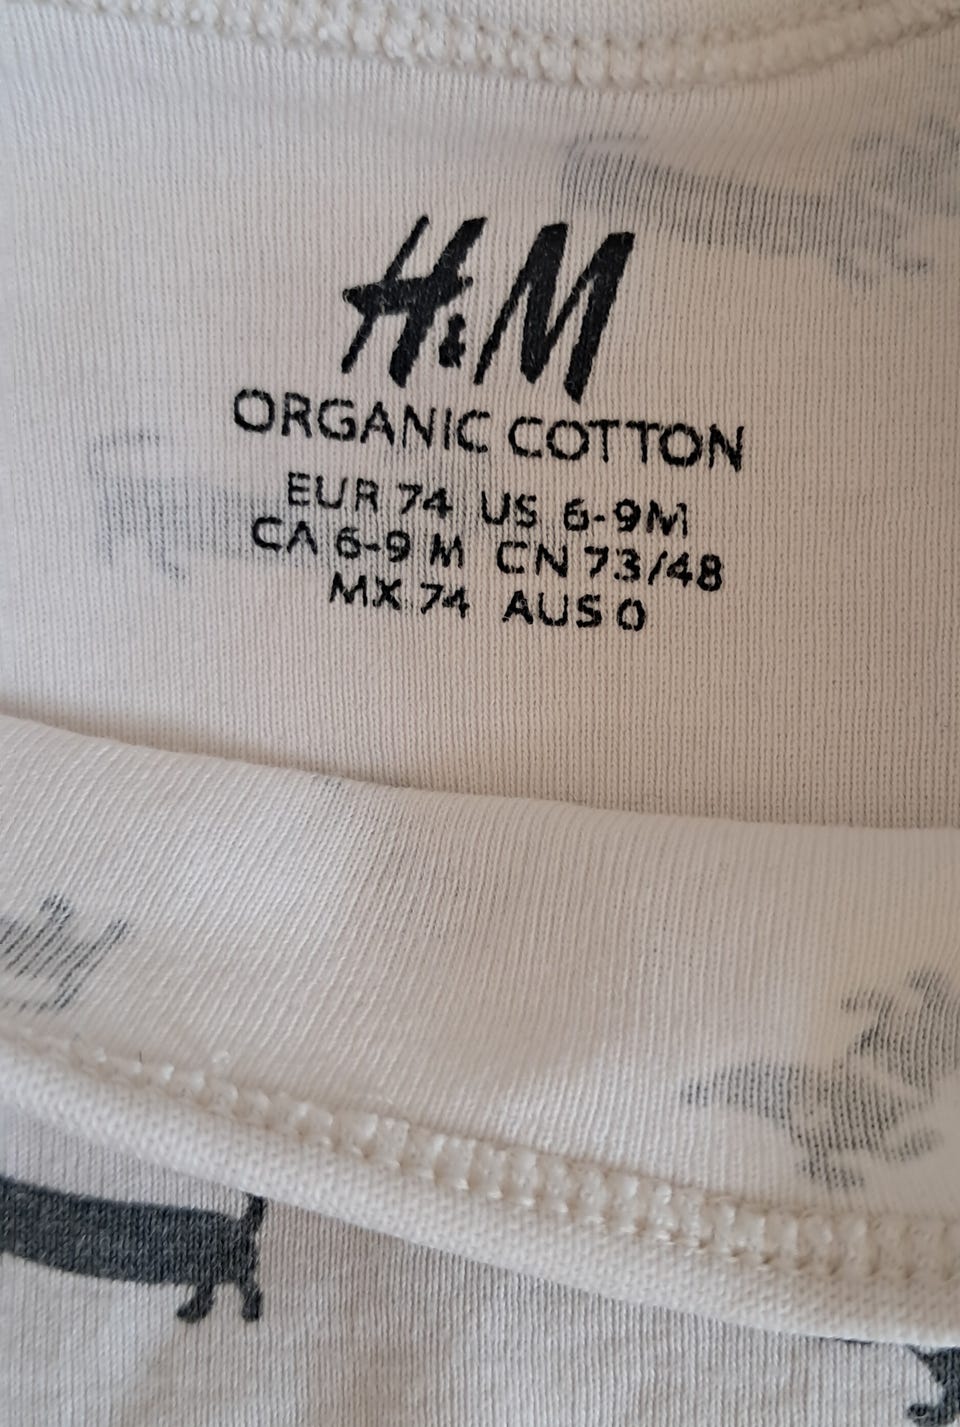 H&M
ORGANIC COTTON
EUR 74 US 6-9M
CA 6-9 M CN 73/48
MX 74 AUS 0